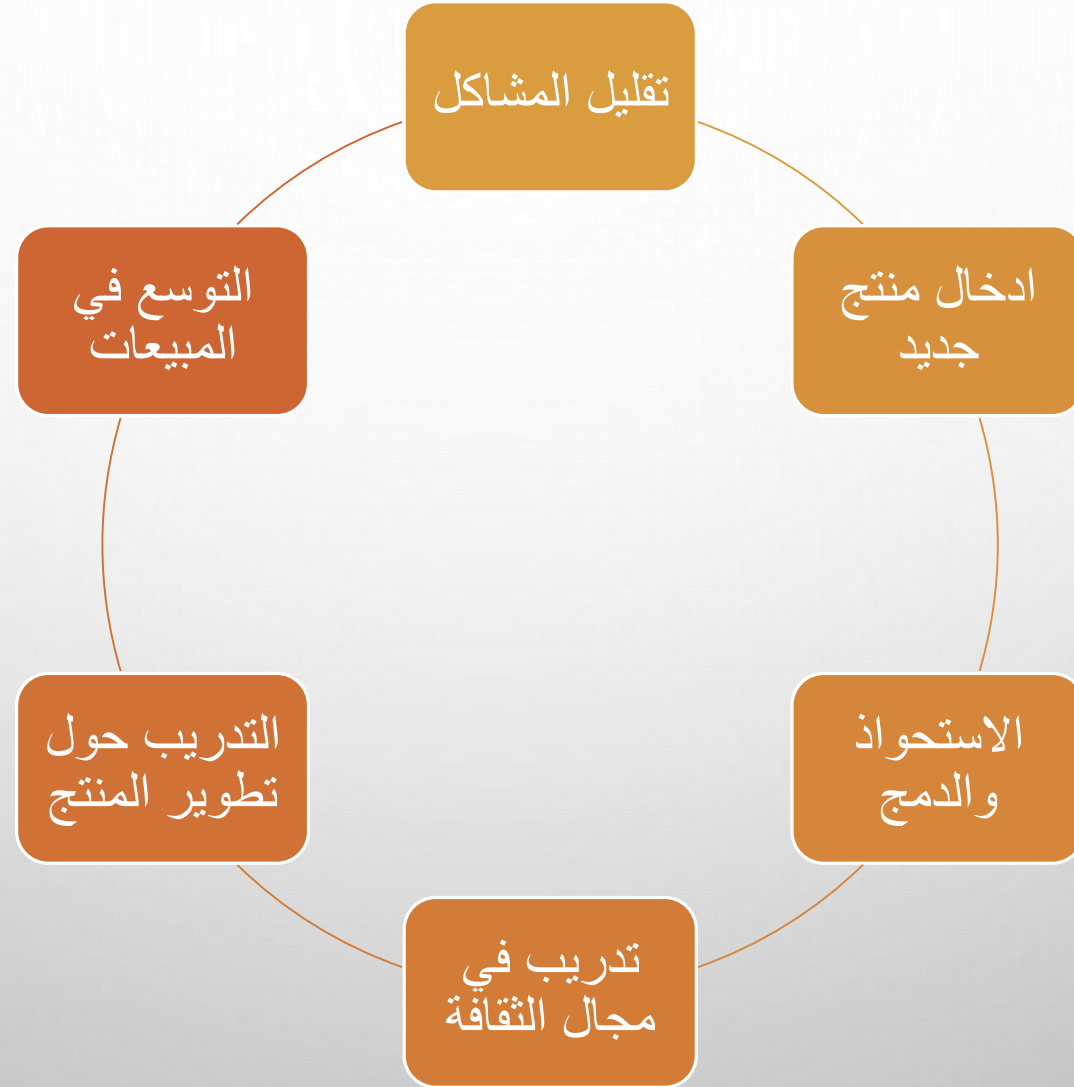 تقليل المشاكل
ادخال منتج
جديد
الاستحواذ
والدمج
تدريب في
مجال الثقافة
التدريب حول
تطوير المنتج
التوسع في
المبيعات